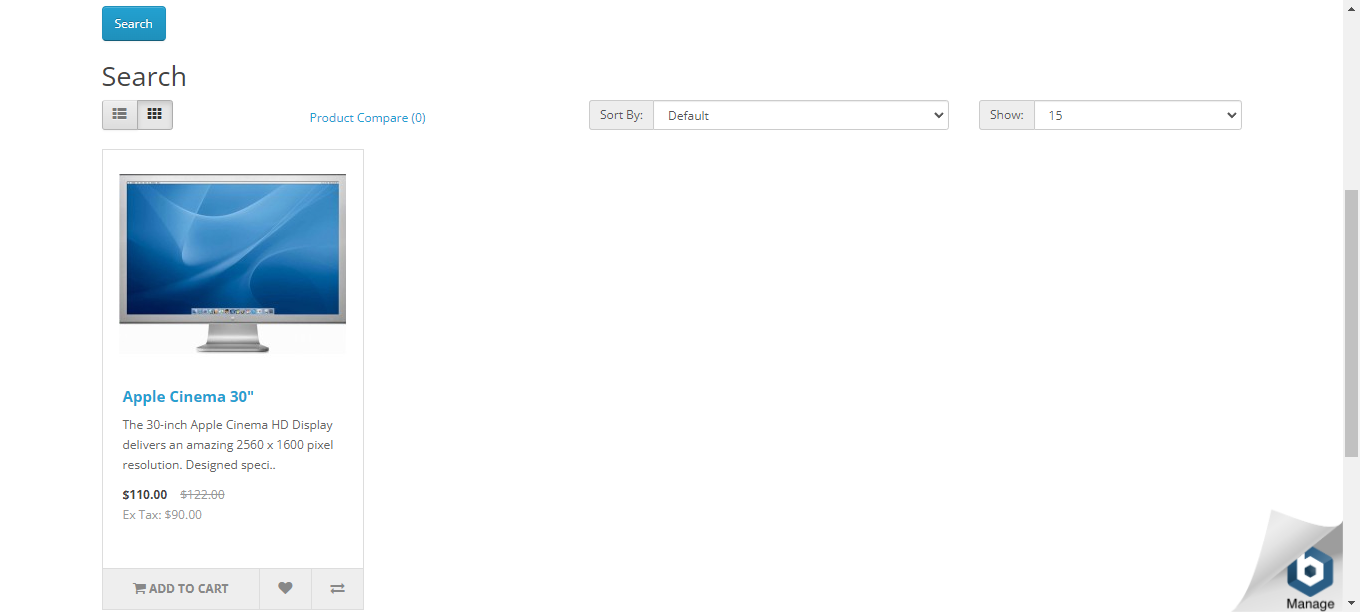 Search
Search
Product Compare (0)
Sort By: Default
Show: 15
Apple Cinema 30"
The 30-inch Apple Cinema HD Display
delivers an amazing 2560 x 1600 pixel
resolution. Designed speci..
$110.00 $122.00
Ex Tax: $90.00
ADD TO CART
Manage